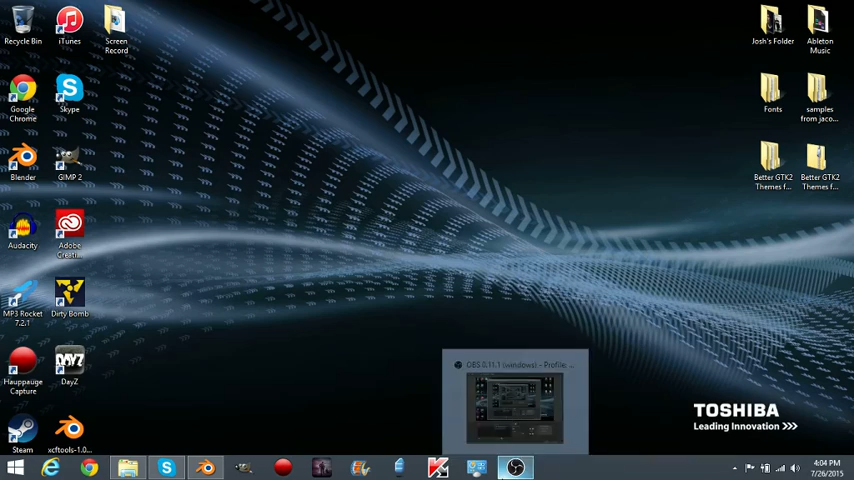 Recycle Bin
iTunes
Screen
Record
Josh's Folder
Ableton
Music
Google
Chrome
Skype
Fonts
samples
from jaco...
Blender
GIMP 2
Better GTK2
Themes f...
Better GTK2
Themes f...
Audacity
Adobe
Creati...
MP3 Rocket
7.2.1
Dirty Bomb
Hauppauge
Capture
DayZ
OBS 0.11.1 (windows) - Profile: ...
TOSHIBA
Leading Innovation >>>
Steam
xcftools-1.0...
4:04 PM
7/26/2015